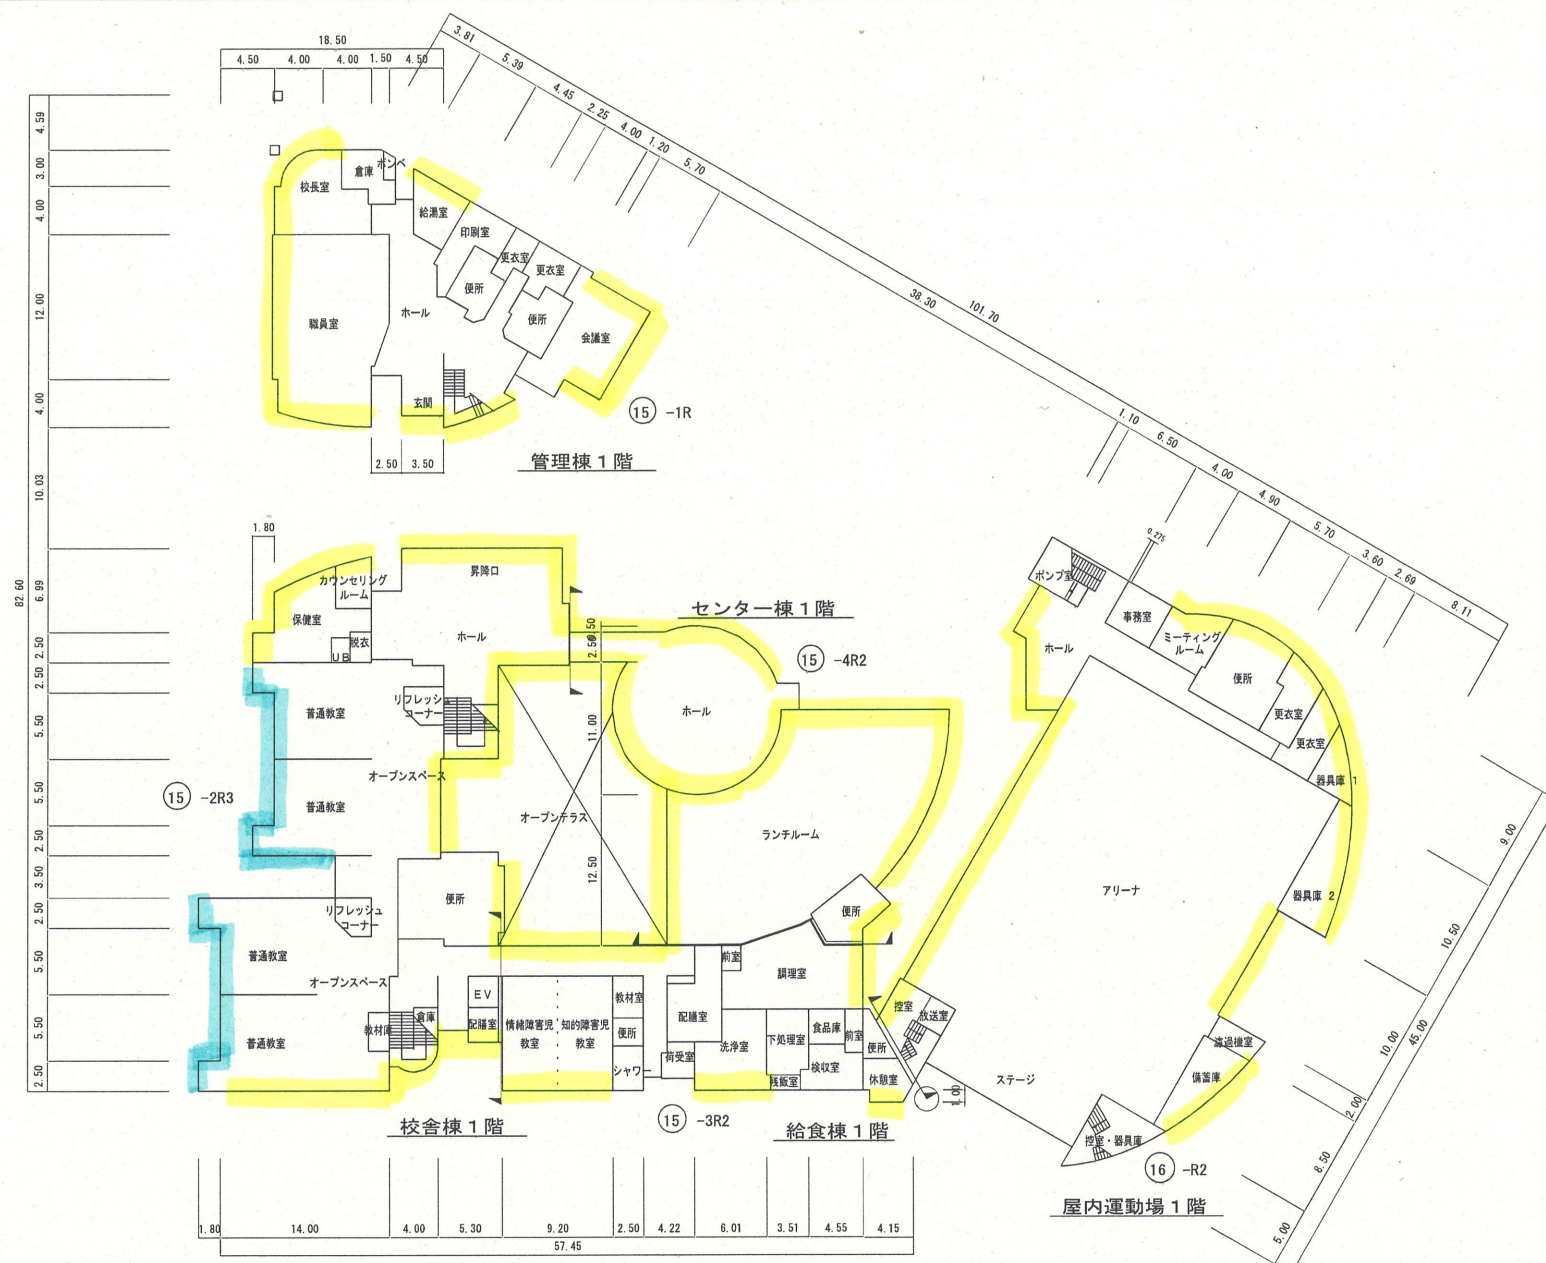 18.50
4.50 4.00 4.00 1.50 4.50
3.81 5.39 4.45 2.25 4.00 1.20 5.70
38.30
101.70
1.10 6.50 4.00 4.90 5.70 3.60 2.69 8.11
0.275
82.60
4.59
3.00
4.00
12.00
4.00
10.03
6.99
2.50
2.50
5.50
5.50
2.50
3.50
2.50
5.50
5.50
2.50
校長室
倉庫
ボンベ
給湯室
印刷室
更衣室
更衣室
便所
便所
会議室
職員室
ホール
玄関
15 -1R
2.50 3.50
管理棟1階
1.80
カウンセリング
ルーム
保健室
脱衣
UB
昇降口
ホール
センター棟1階
15 -4R2
2.50
11.00
12.50
普通教室
リフレッシュ
コーナー
オープンスペース
普通教室
15 -2R3
オープンテラス
ホール
ランチルーム
便所
便所
リフレッシュ
コーナー
普通教室
オープンスペース
普通教室
教材庫
倉庫
EV
配膳室
情緒障害児
教室
知的障害児
教室
教材室
便所
シャワー
荷受室
配膳室
前室
調理室
洗浄室
下処理室
残飯室
食品庫
前室
検収室
便所
休憩室
1.00
校舎棟1階
15 -3R2
給食棟1階
ポンプ室
ホール
事務室
ミーティング
ルーム
便所
更衣室
更衣室
器具庫 1
器具庫 2
アリーナ
控室
放送室
ステージ
濾過機室
備蓄庫
控室・器具庫
16 -R2
屋内運動場1階
9.00
10.50
10.00
45.00
2.00
8.50
5.00
1.80 14.00 4.00 5.30 9.20 2.50 4.22 6.01 3.51 4.55 4.15
57.45